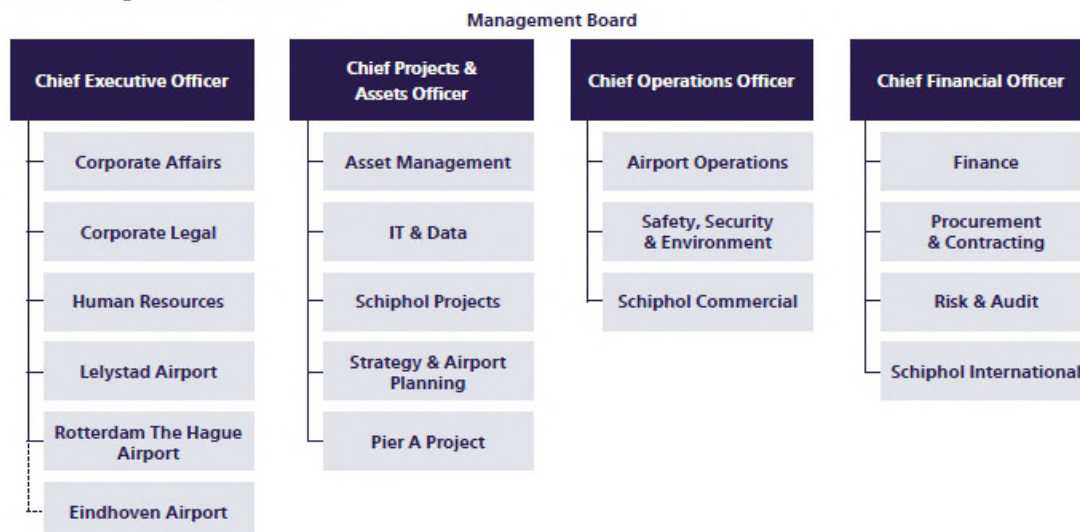 Management Board
Chief Executive Officer
Corporate Affairs
Corporate Legal
Human Resources
Lelystad Airport
Rotterdam The Hague
Airport
Eindhoven Airport
Chief Projects &
Assets Officer
Asset Management
IT & Data
Schiphol Projects
Strategy & Airport
Planning
Pier A Project
Chief Operations Officer
Airport Operations
Safety, Security
& Environment
Schiphol Commercial
Chief Financial Officer
Finance
Procurement
& Contracting
Risk & Audit
Schiphol International